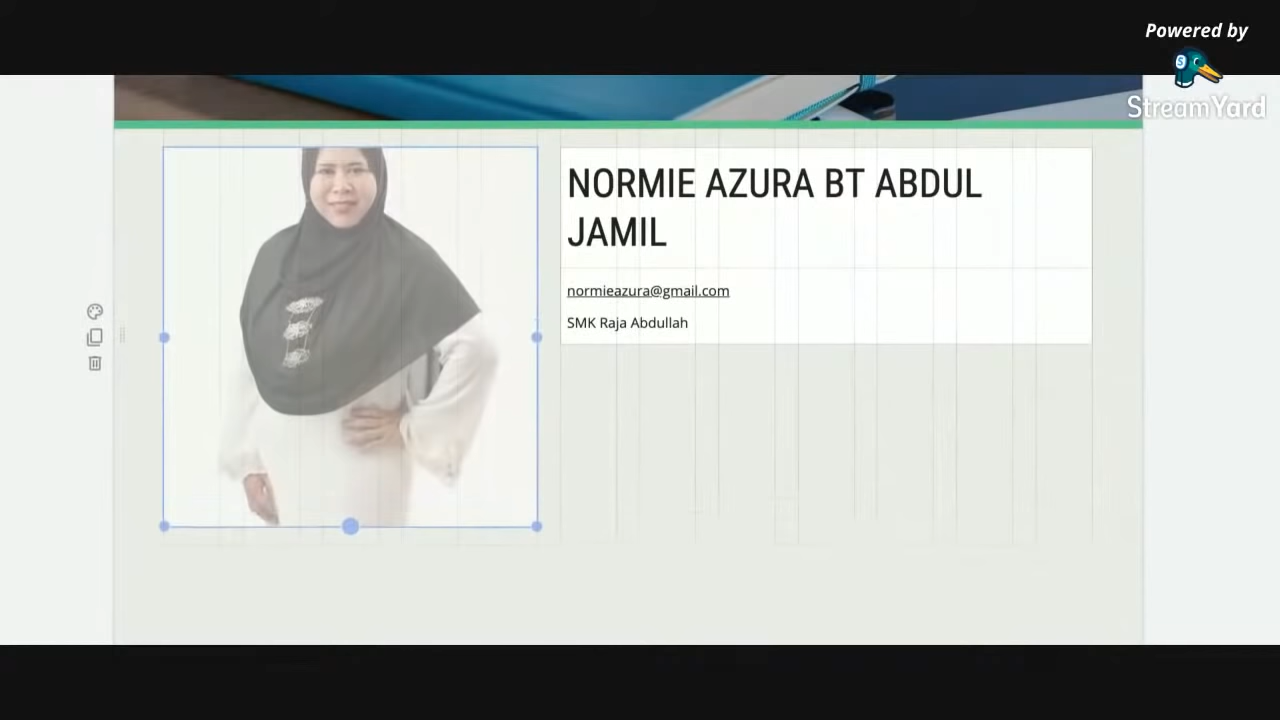 Powered by
StreamYard
NORMIE AZURA BT ABDUL
JAMIL
normieazura@gmail.com
SMK Raja Abdullah